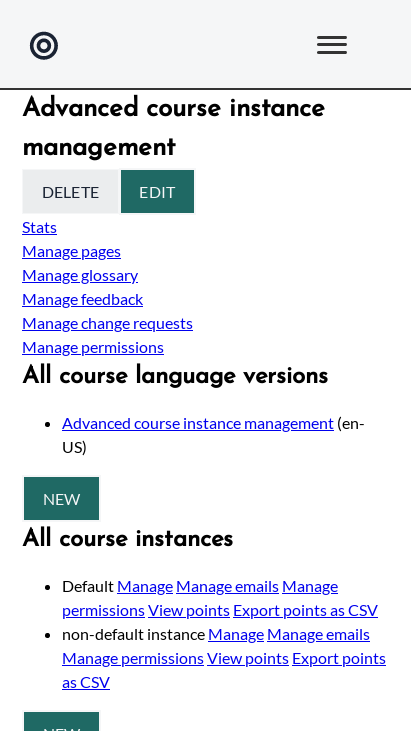 Advanced course instance
management
DELETE EDIT
Stats
Manage pages
Manage glossary
Manage feedback
Manage change requests
Manage permissions
All course language versions
Advanced course instance management (en-
US)
NEW
All course instances
Default Manage Manage emails Manage
permissions View points Export points as CSV
non-default instance Manage Manage emails
Manage permissions View points Export points
as CSV
NEW